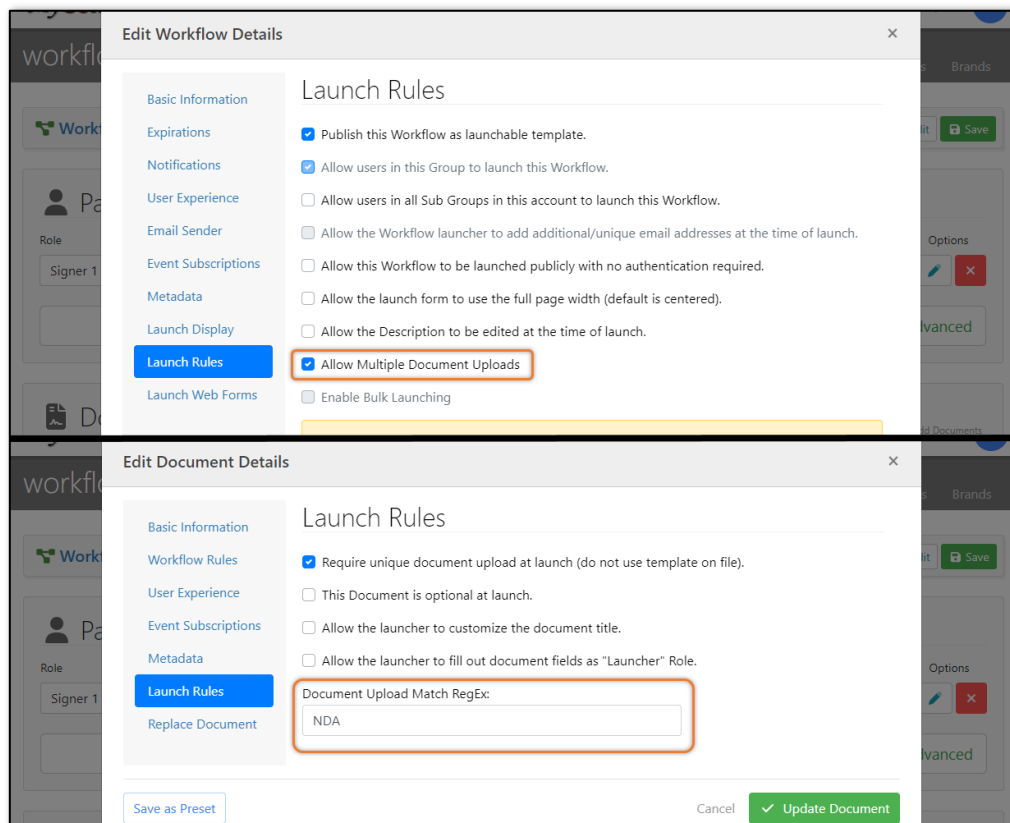 Edit Workflow Details
×
workflo
s Brands
Basic Information
Launch Rules
Expirations
Publish this Workflow as launchable template.
Workf
Save
Notifications
Allow users in this Group to launch this Workflow.
User Experience
Allow users in all Sub Groups in this account to launch this Workflow.
Pa
Email Sender
Allow the Workflow launcher to add additional/unique email addresses at the time of launch.
Role
Options
Event Subscriptions
Allow this Workflow to be launched publicly with no authentication required.
Signer 1
Metadata
Allow the launch form to use the full page width (default is centered).
Launch Display
Allow the Description to be edited at the time of launch.
dvanced
Launch Rules
Allow Multiple Document Uploads
Launch Web Forms
Enable Bulk Launching
Do
dd Documents
Edit Document Details
×
workflo
s Brands
Basic Information
Launch Rules
Workflow Rules
Require unique document upload at launch (do not use template on file).
Workf
Save
User Experience
This Document is optional at launch.
Event Subscriptions
Allow the launcher to customize the document title.
Pa
Metadata
Allow the launcher to fill out document fields as "Launcher" Role.
Role
Options
Launch Rules
Document Upload Match RegEx:
Signer 1
NDA
Replace Document
dvanced
Save as Preset
Cancel
Update Document